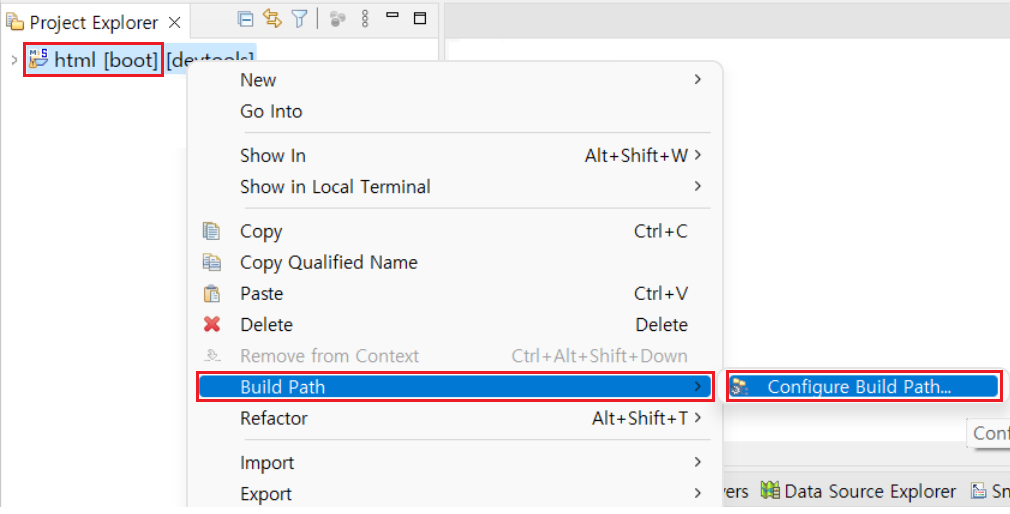 Project Explorer
html [boot] [devtools]
New
Go Into
Show In Alt+Shift+W
Show in Local Terminal
Copy Ctrl+C
Copy Qualified Name
Paste Ctrl+V
Delete Delete
Remove from Context Ctrl+Alt+Shift+Down
Build Path Configure Build Path...
Refactor Alt+Shift+T
Conf
Import
Export
vers Data Source Explorer Sn